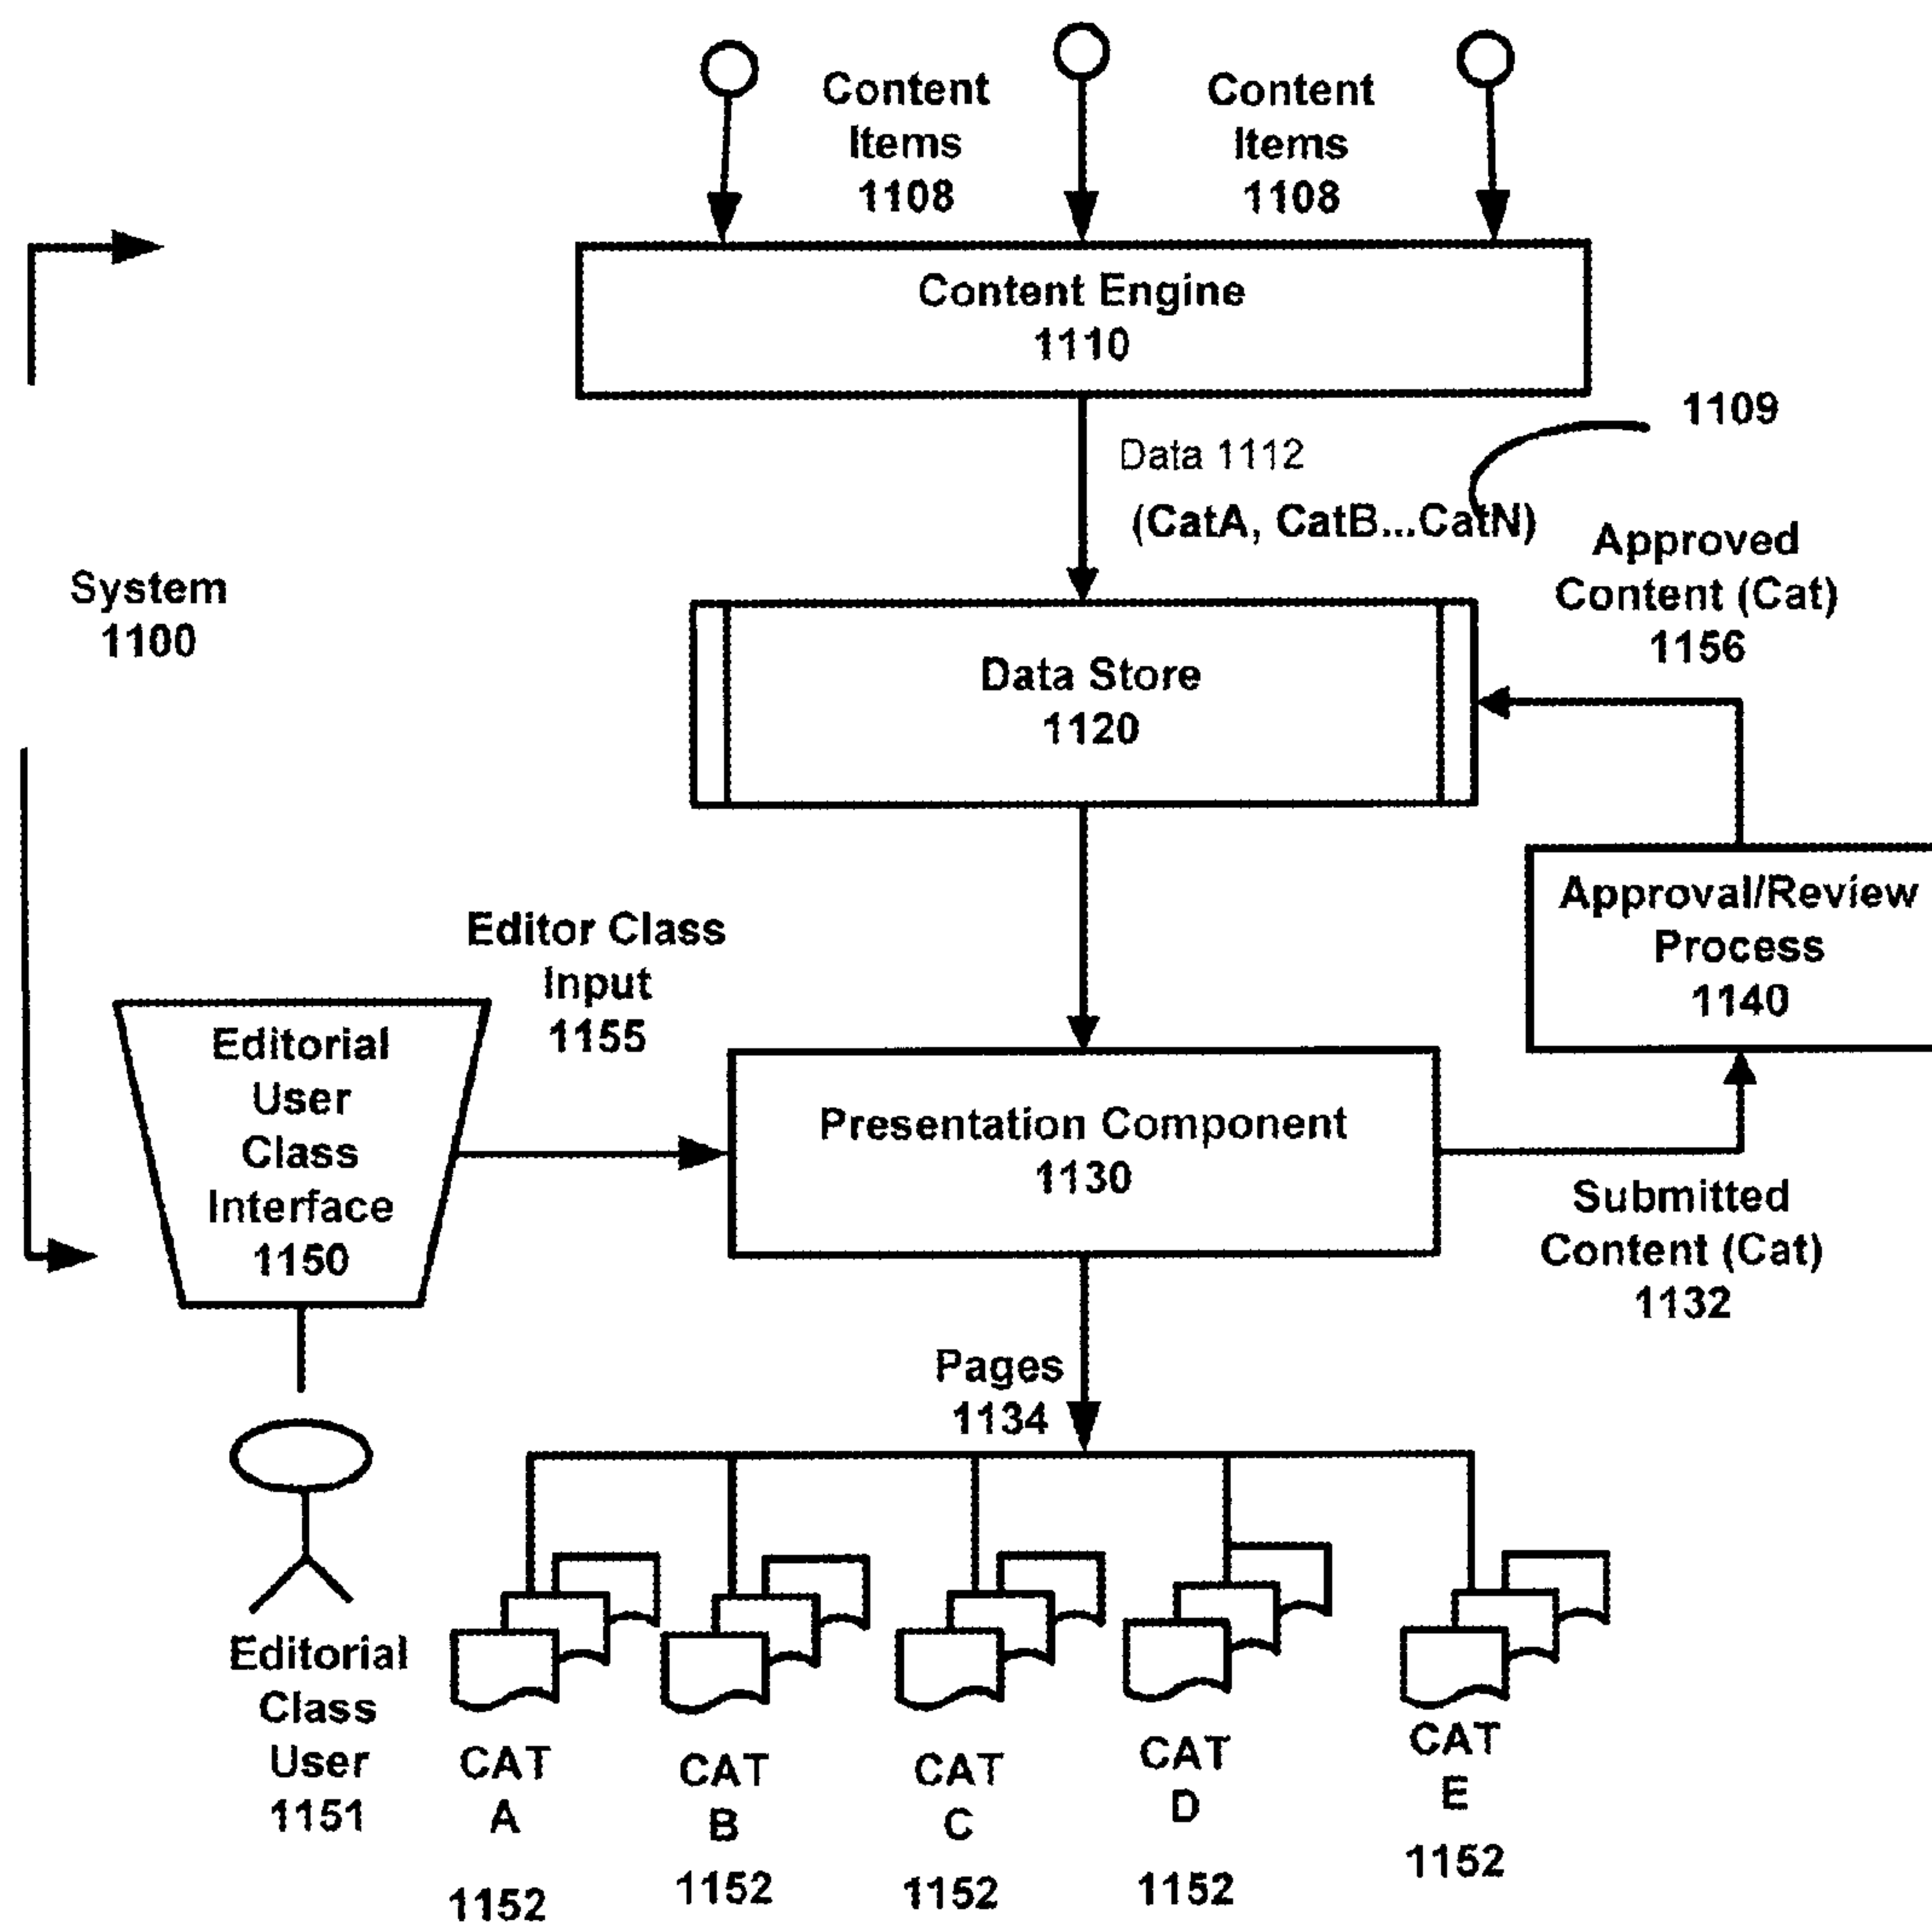 Content
Items
1108
Content
Items
1108
Content Engine
1110
1109
Data 1112
(CatA, CatB...CatN)
Approved
Content (Cat)
1156
System
1100
Data Store
1120
Approval/Review
Process
1140
Editor Class
Input
1155
Editorial
User
Class
Interface
1150
Presentation Component
1130
Submitted
Content (Cat)
1132
Pages
1134
Editorial
Class
User
1151
CAT
A
1152
CAT
B
1152
CAT
C
1152
CAT
D
1152
CAT
E
1152